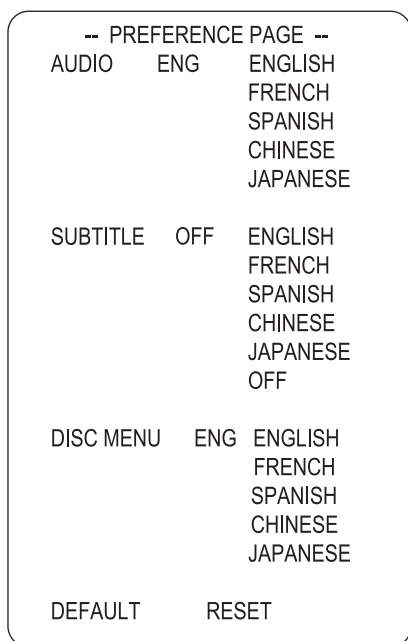 -- PREFERENCE PAGE --
AUDIO ENG ENGLISH
FRENCH
SPANISH
CHINESE
JAPANESE
SUBTITLE OFF ENGLISH
FRENCH
SPANISH
CHINESE
JAPANESE
OFF
DISC MENU ENG ENGLISH
FRENCH
SPANISH
CHINESE
JAPANESE
DEFAULT RESET